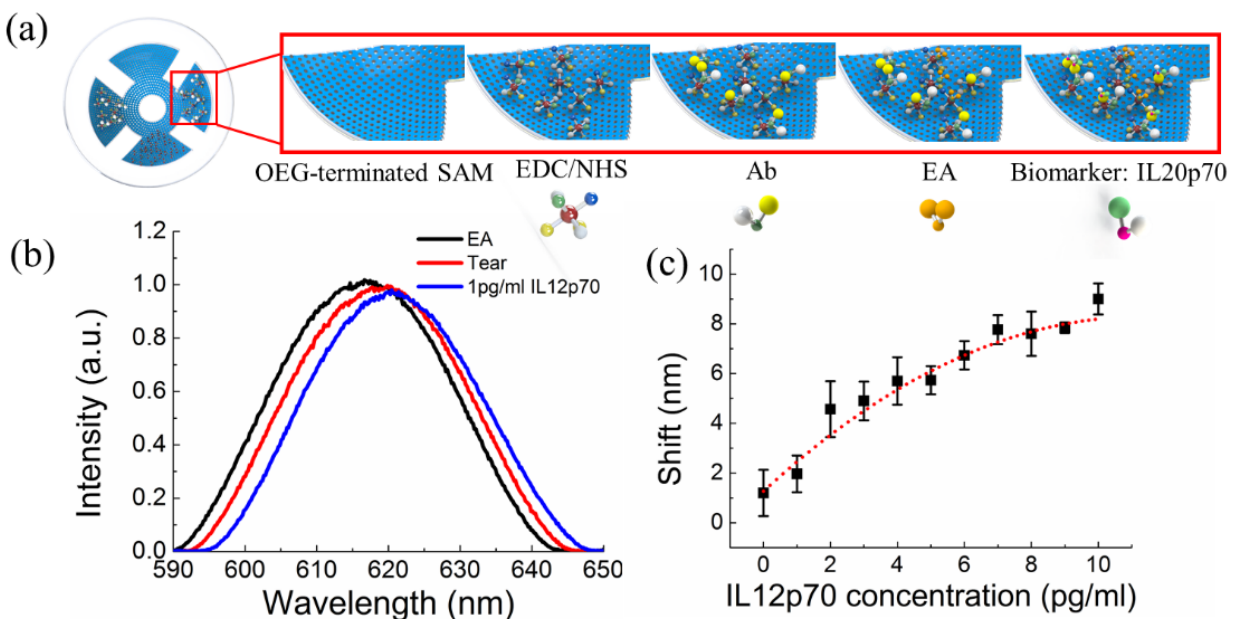 (a)
OEG-terminated SAM
EDC/NHS
Ab
EA
Biomarker: IL20p70
(b)
EA
Tear
1pg/ml IL12p70
1.2
1.0
0.8
0.6
0.4
0.2
0.0
Intensity (a.u.)
590 600 610 620 630 640 650
Wavelength (nm)
(c)
10
8
6
4
2
0
Shift (nm)
0 2 4 6 8 10
IL12p70 concentration (pg/ml)